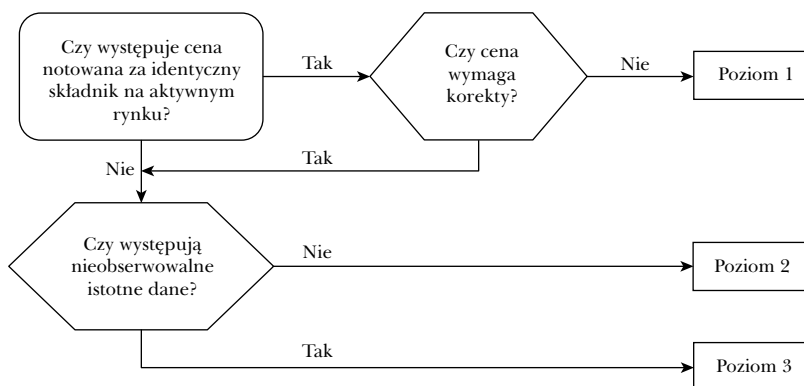 Czy występuje cena
notowana za identyczny
składnik na aktywnym
rynku?
Tak
Czy cena
wymaga
korekty?
Nie
Poziom 1
Tak
Nie
Czy występują
nieobserwowalne
istotne dane?
Nie
Poziom 2
Tak
Poziom 3